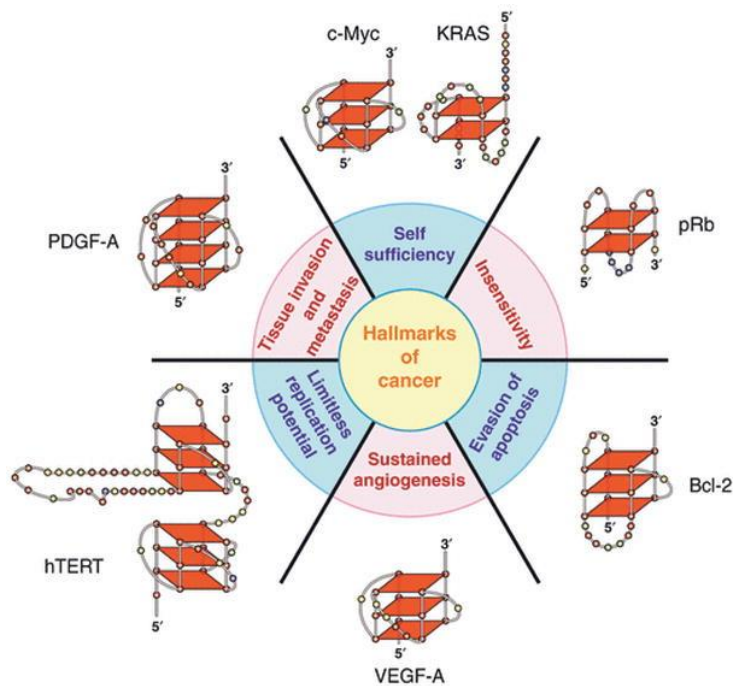 c-Myc
KRAS
5′
3′
5′
3′
pRb
5′
3′
PDGF-A
3′
5′
Self
sufficiency
Insensitivity
Tissue invasion
and
metastasis
Hallmarks
of
cancer
Limitless
replication
potential
Evasion of
apoptosis
Sustained
angiogenesis
3′
5′
Bcl-2
3′
hTERT
5′
3′
5′
VEGF-A